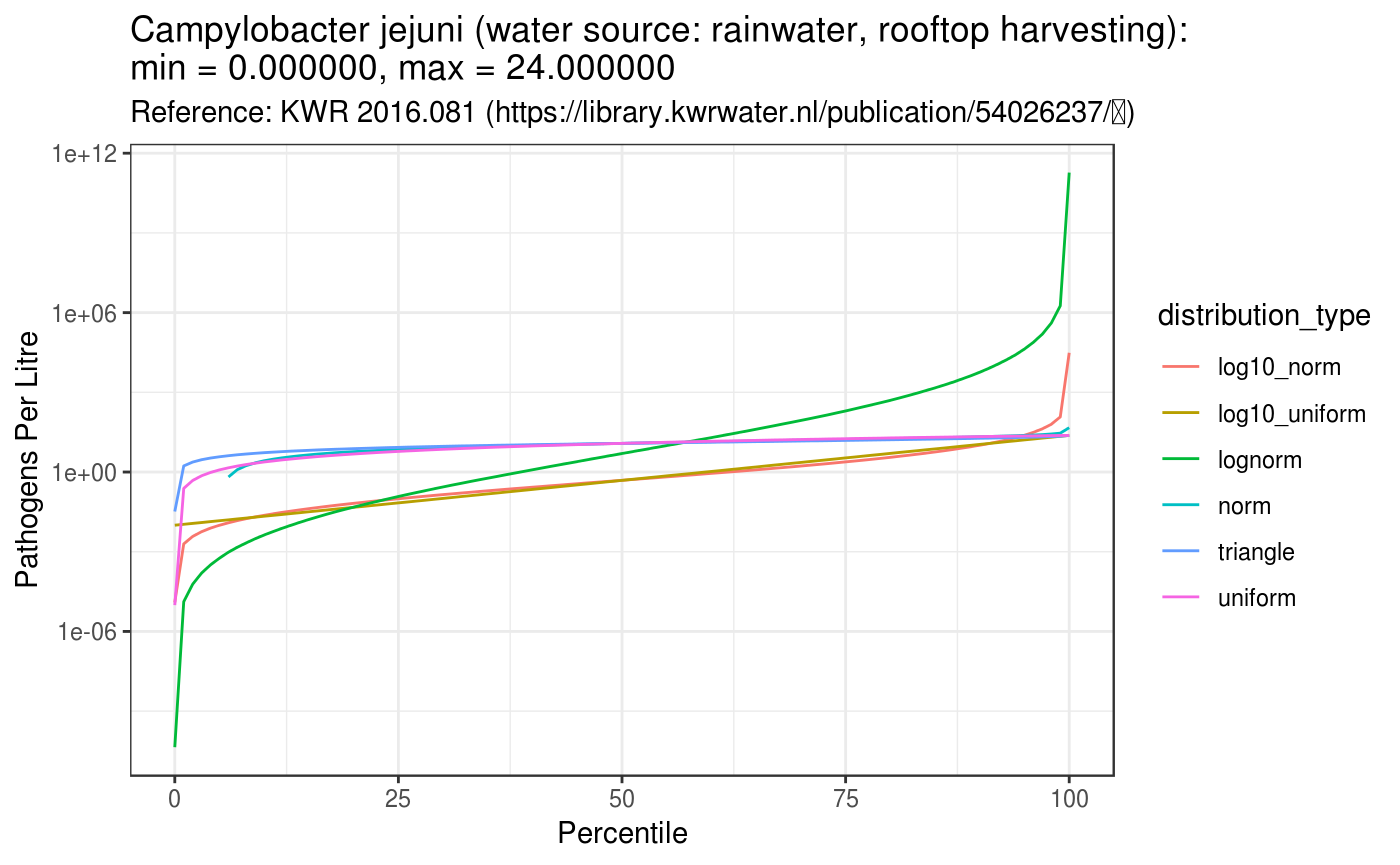 Campylobacter jejuni (water source: rainwater, rooftop harvesting):
min = 0.000000, max = 24.000000
Reference: KWR 2016.081 (https://library.kwrwater.nl/publication/54026237/)
1e+12
1e+06
1e+00
1e-06
Pathogens Per Litre
0 25 50 75 100
Percentile
distribution_type
log10_norm
log10_uniform
lognorm
norm
triangle
uniform